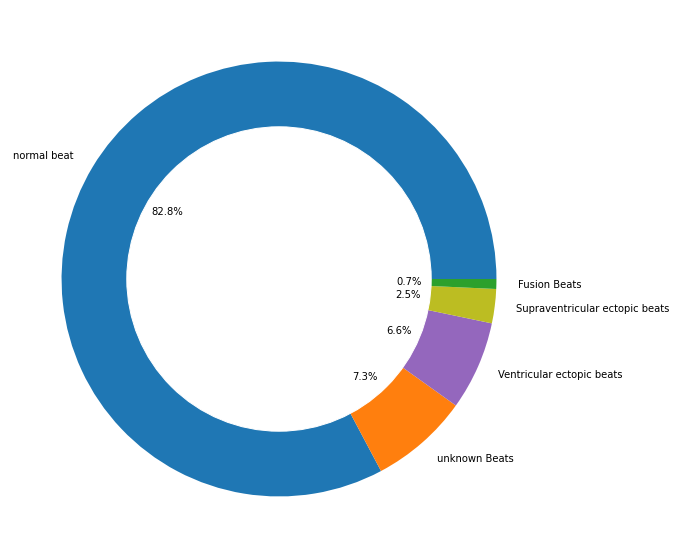 normal beat
82.8%
0.7%
Fusion Beats
2.5%
Supraventricular ectopic beats
6.6%
Ventricular ectopic beats
7.3%
unknown Beats